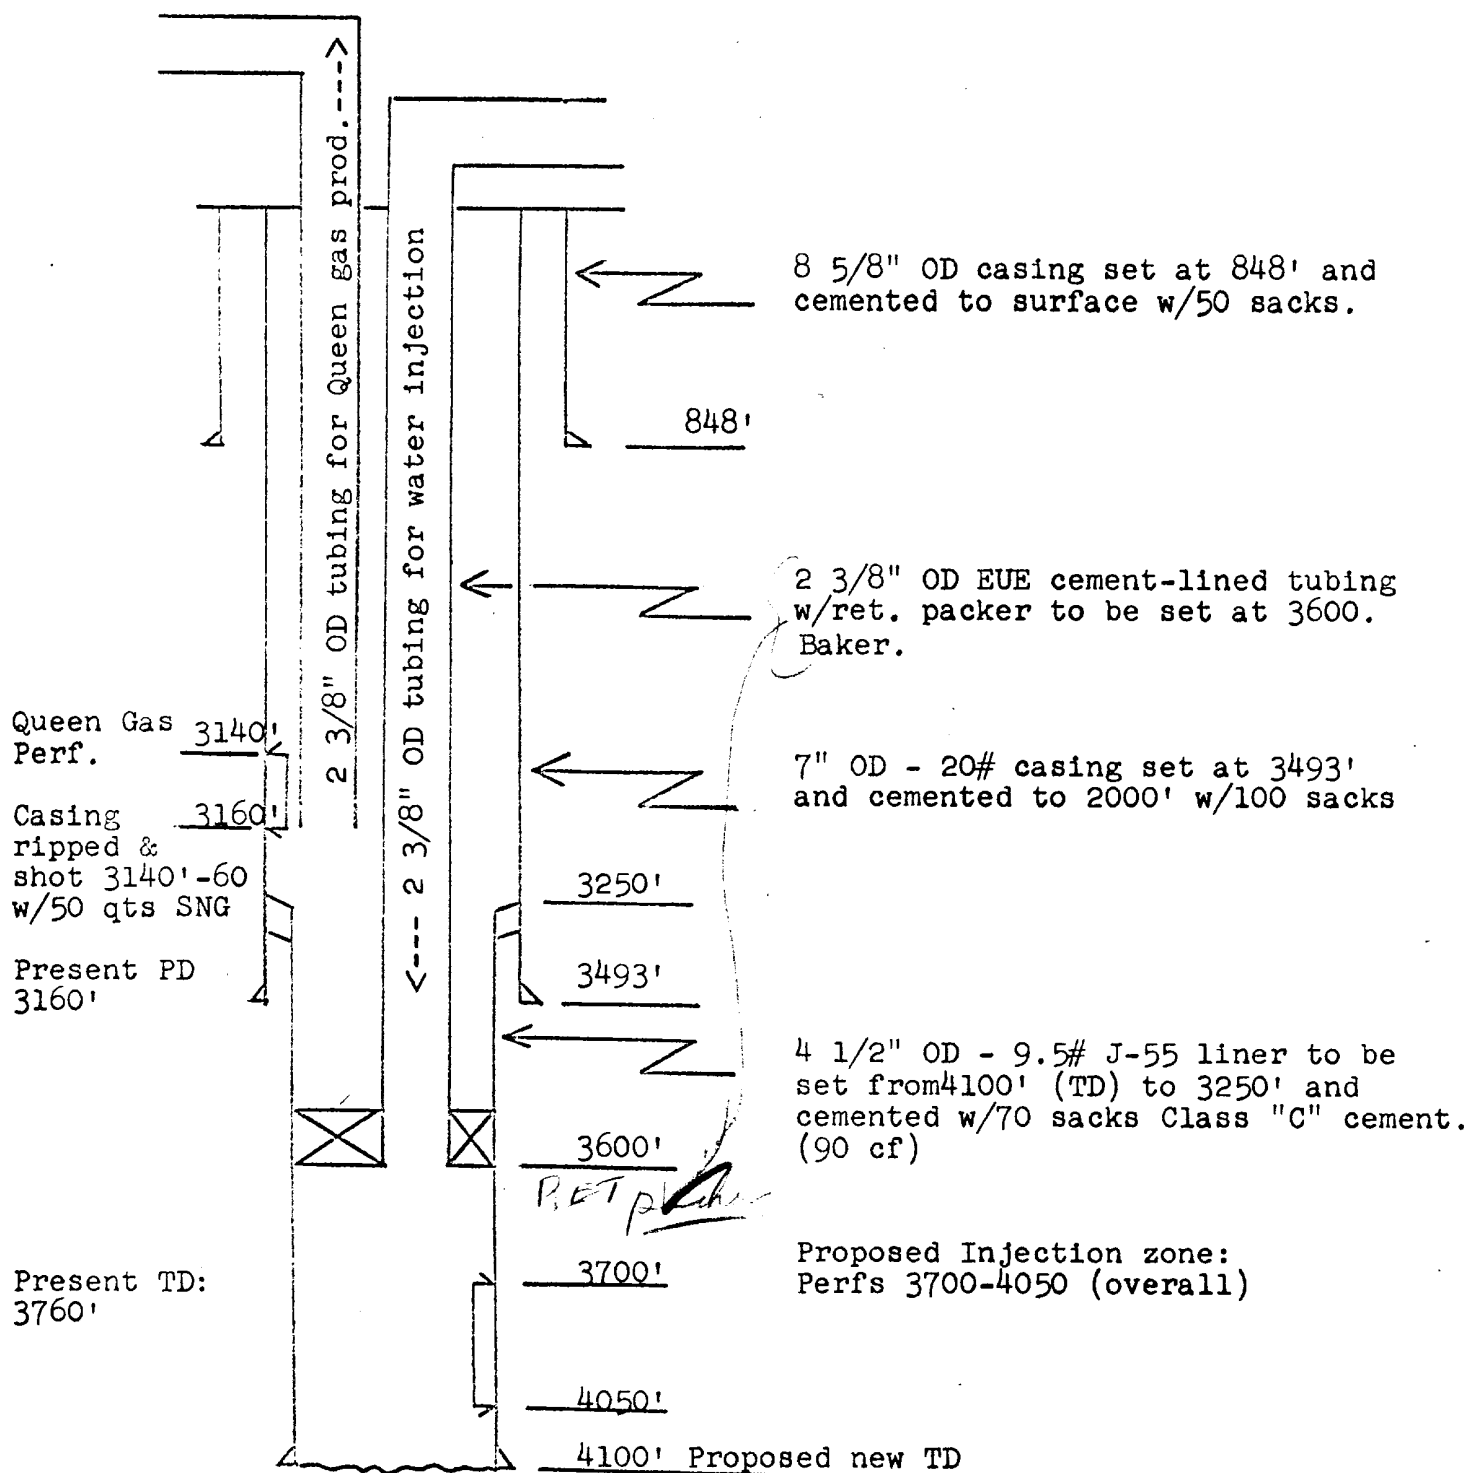 2 3/8" OD tubing for Queen gas prod.---->
<---- 2 3/8" OD tubing for water injection
8 5/8" OD casing set at 848' and
cemented to surface w/50 sacks.
848'
2 3/8" OD EUE cement-lined tubing
w/ret. packer to be set at 3600.
Baker.
Queen Gas
Perf.
3140'
7" OD - 20# casing set at 3493'
and cemented to 2000' w/100 sacks
3160'
Casing
ripped &
shot 3140'-60
w/50 qts SNG
3250'
Present PD
3160'
3493'
4 1/2" OD - 9.5# J-55 liner to be
set from4100' (TD) to 3250' and
cemented w/70 sacks Class "C" cement.
(90 cf)
3600'
RET packer
Proposed Injection zone:
Perfs 3700-4050 (overall)
3700'
Present TD:
3760'
4050'
4100' Proposed new TD